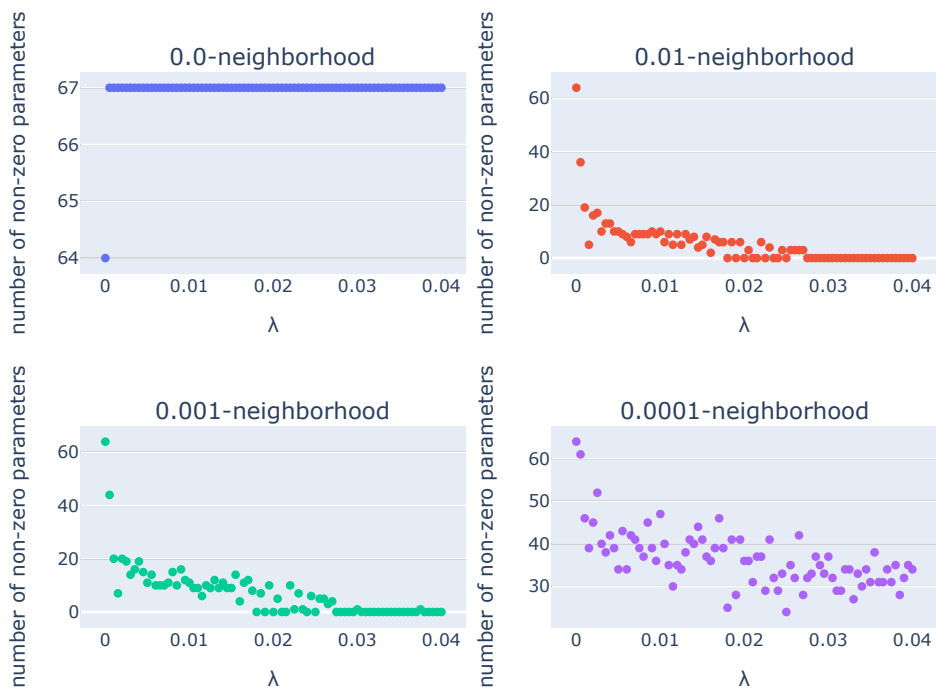 0.0-neighborhood
number of non-zero parameters
67
66
65
64
0 0.01 0.02 0.03 0.04
λ
0.01-neighborhood
number of non-zero parameters
60
40
20
0
0 0.01 0.02 0.03 0.04
λ
0.001-neighborhood
number of non-zero parameters
60
40
20
0
0 0.01 0.02 0.03 0.04
λ
0.0001-neighborhood
number of non-zero parameters
60
50
40
30
0 0.01 0.02 0.03 0.04
λ